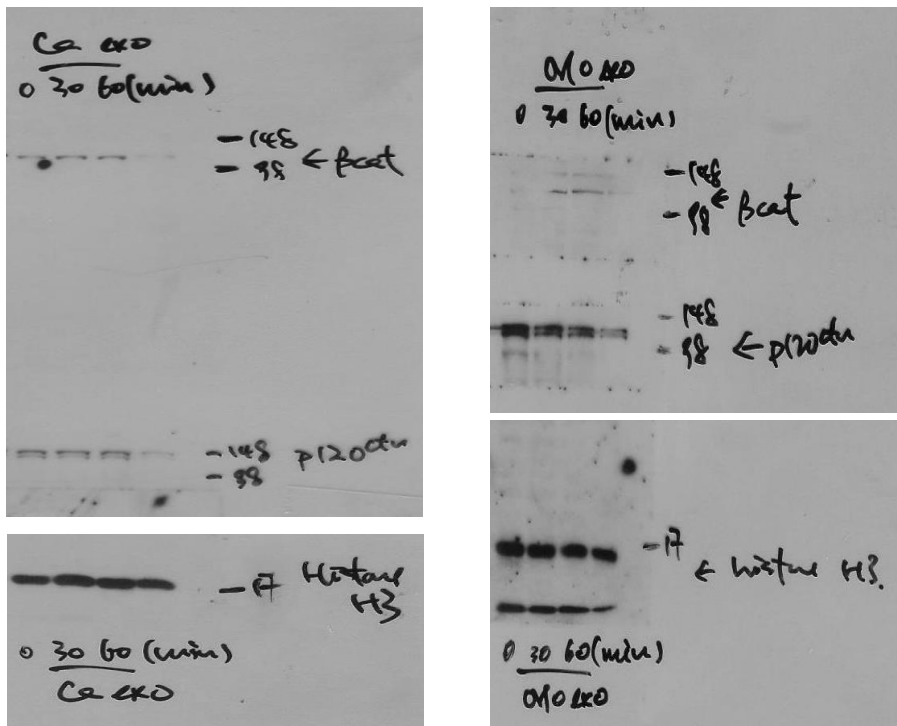 Ca exo
0 30 60 (min)
-148
-98 ← βcat
-148 p120ctn
-98
-17 Histone
H3
0 30 60 (min)
Ca exo
exo
0 30 60 (min)
-148
-98 ← βcat
-148
-98 ← p120ctn
-17
← histone H3.
0 30 60 (min)
exo